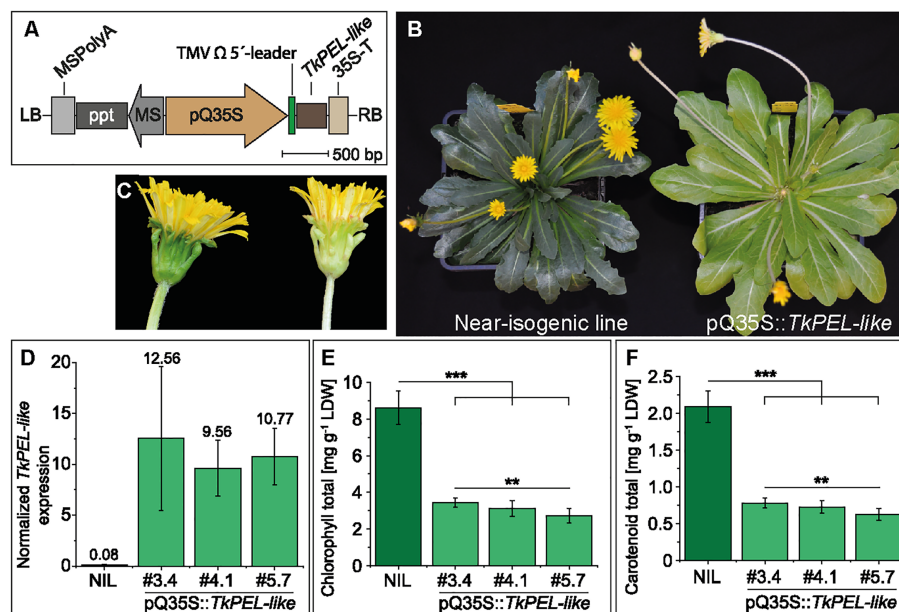 A
MSPolyA
TMV Ω 5´-leader
TkPEL-like
35S-T
LB
ppt
MS
pQ35S
RB
500 bp
B
Near-isogenic line
pQ35S::TkPEL-like
C
D
Normalized TkPEL-like
expression
20
15
10
5
0
0.08
12.56
9.56
10.77
NIL
#3.4
#4.1
#5.7
pQ35S::TkPEL-like
E
Chlorophyll total [mg g⁻¹ LDW]
10
8
6
4
2
0
***
**
NIL
#3.4
#4.1
#5.7
pQ35S::TkPEL-like
F
Carotenoid total [mg g⁻¹ LDW]
2.5
2.0
1.5
1.0
0.5
0
***
**
NIL
#3.4
#4.1
#5.7
pQ35S::TkPEL-like